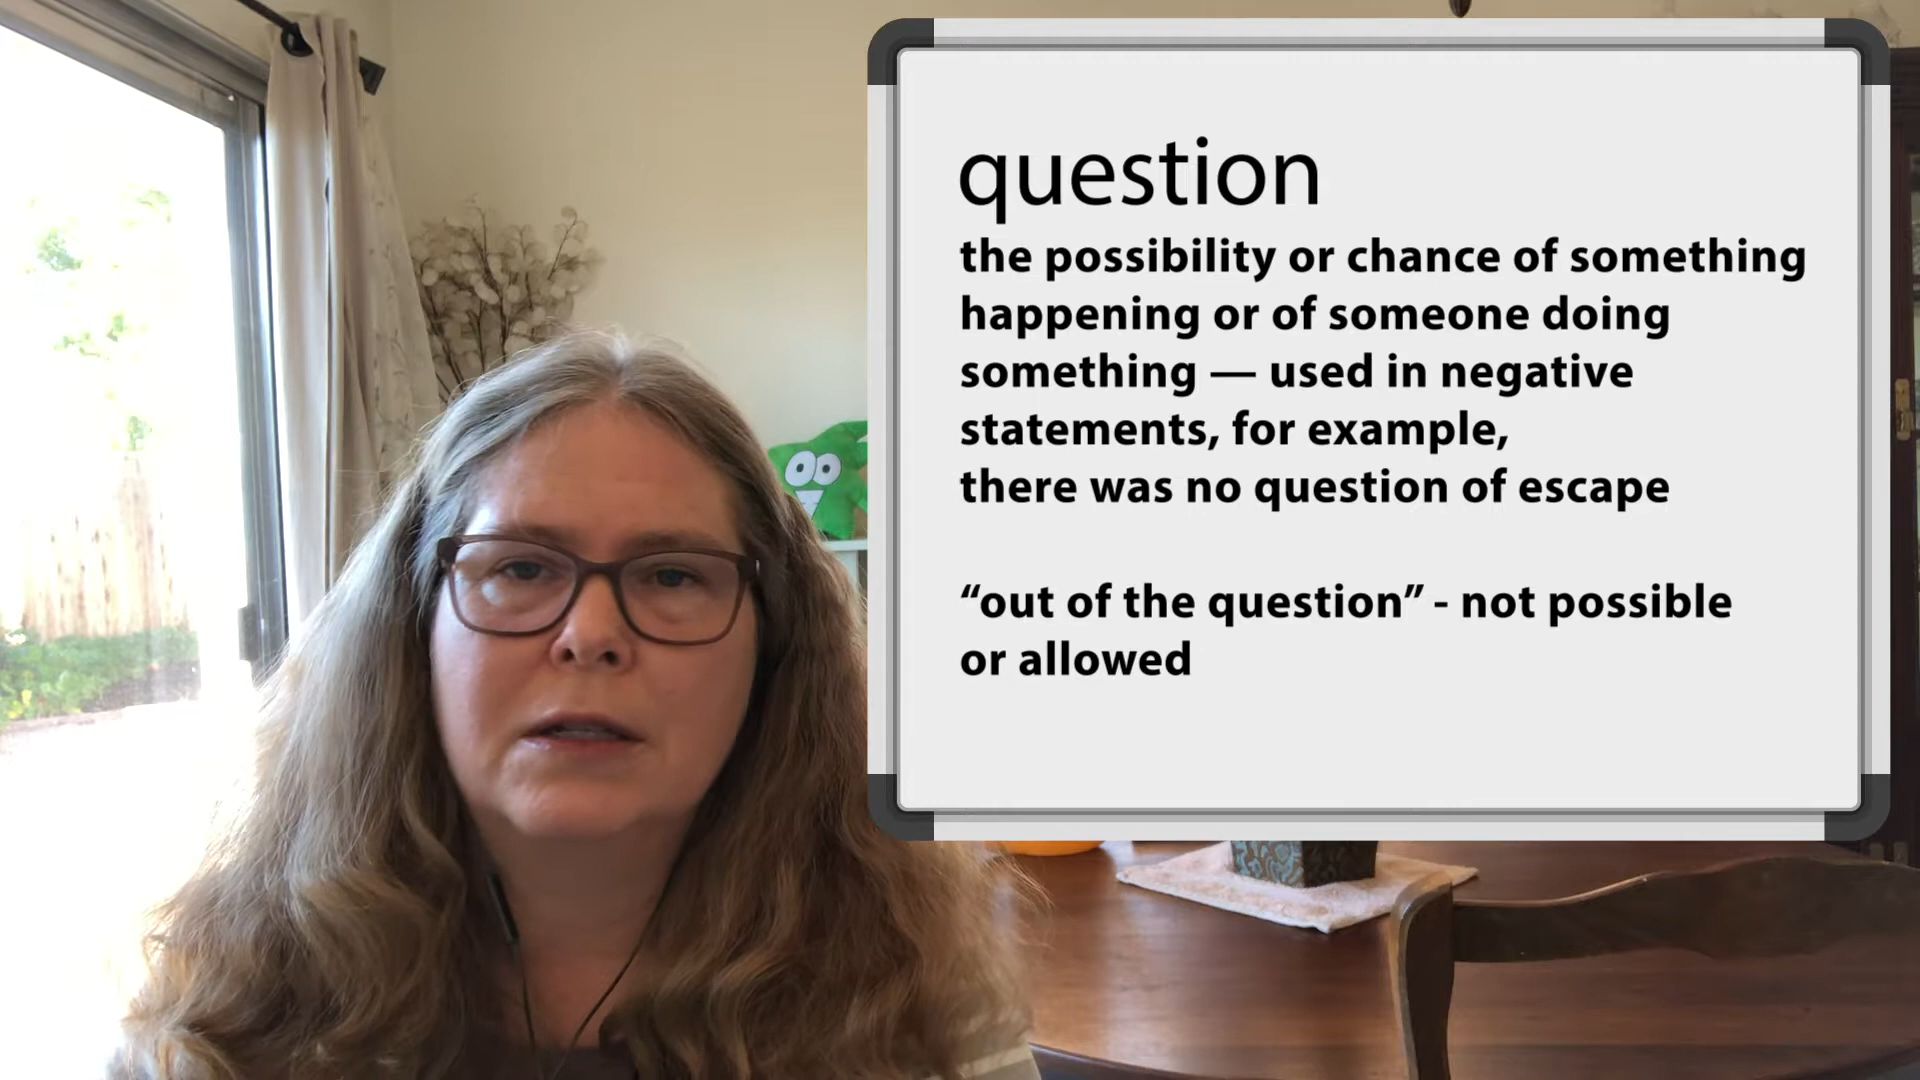 question
the possibility or chance of something
happening or of someone doing
something — used in negative
statements, for example,
there was no question of escape
“out of the question” - not possible
or allowed